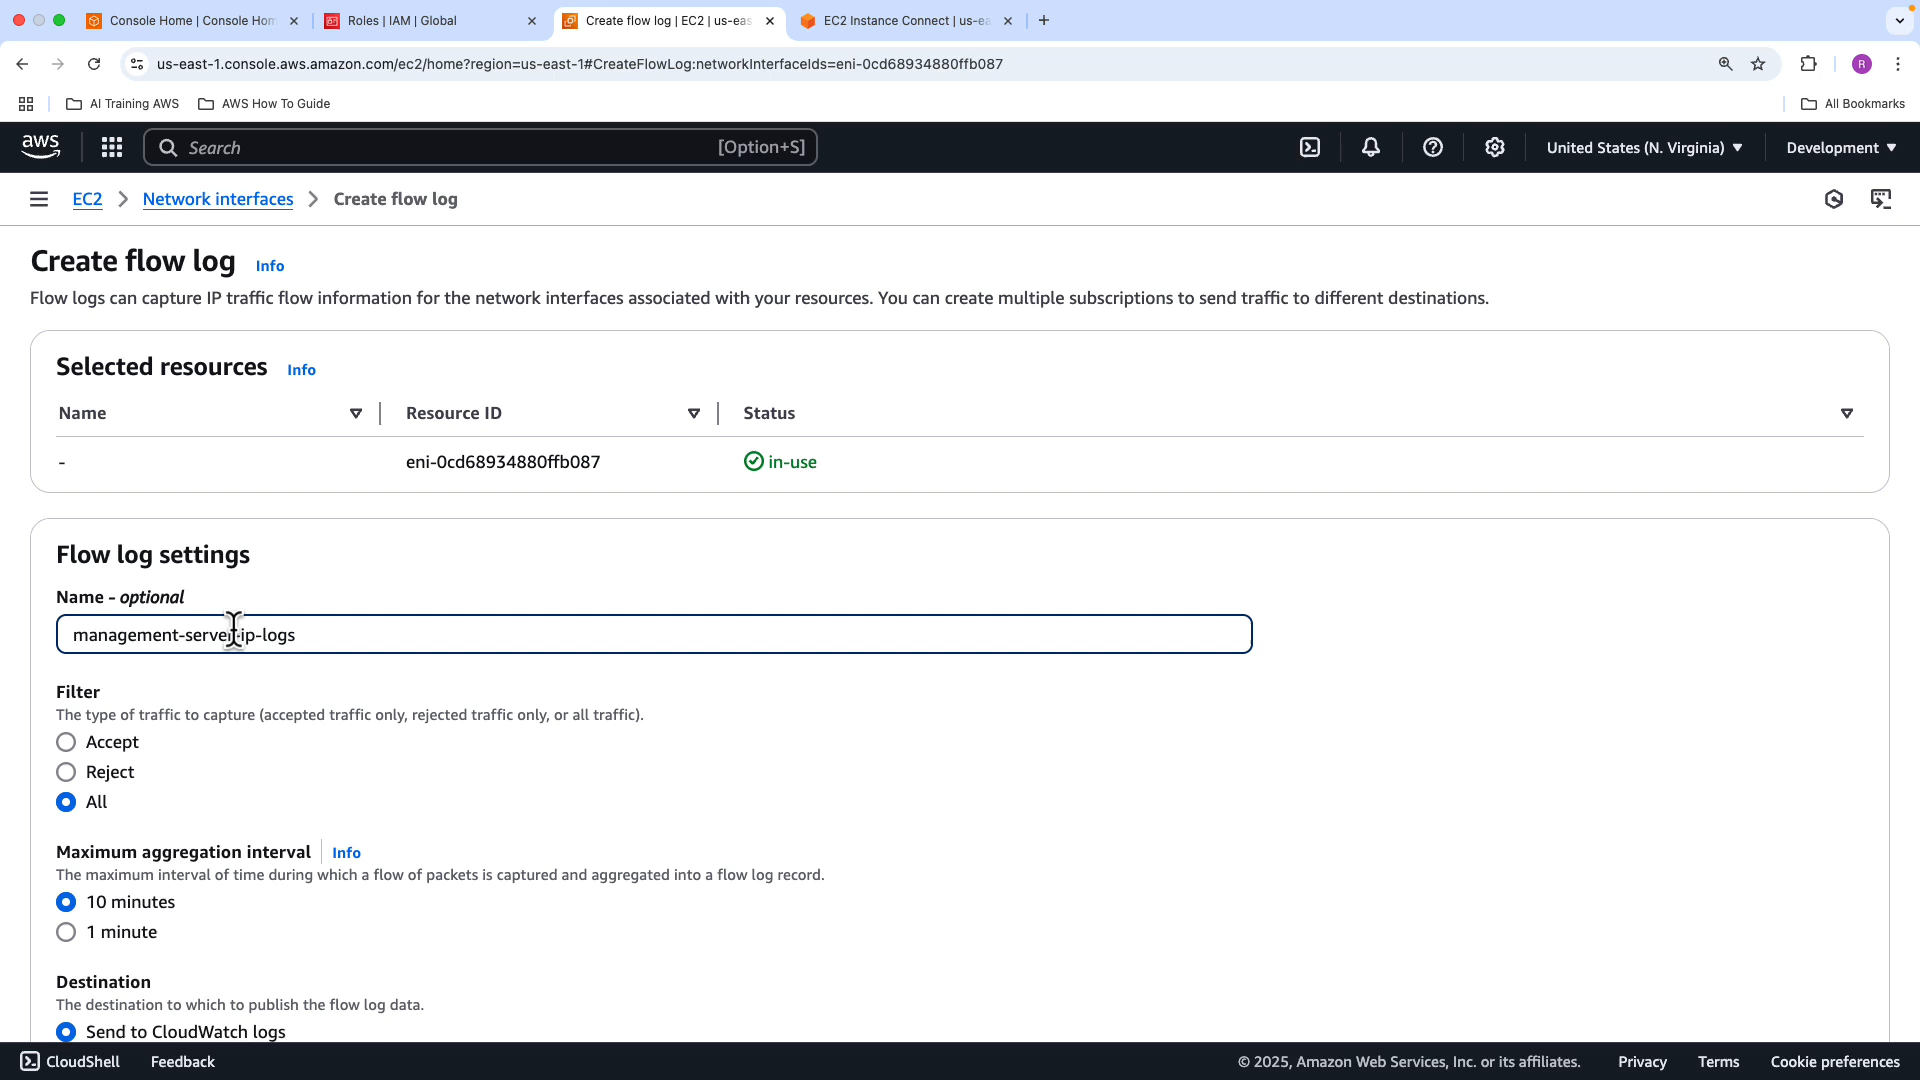 Console Home | Console Hom
Roles | IAM | Global
Create flow log | EC2 | us-eas
EC2 Instance Connect | us-ea
us-east-1.console.aws.amazon.com/ec2/home?region=us-east-1#CreateFlowLog:networkInterfaceIds=eni-0cd68934880ffb087
R
AI Training AWS
AWS How To Guide
All Bookmarks
aws
Search
[Option+S]
United States (N. Virginia)
Development
EC2
Network interfaces
Create flow log
Create flow log
Info
Flow logs can capture IP traffic flow information for the network interfaces associated with your resources. You can create multiple subscriptions to send traffic to different destinations.
Selected resources
Info
Name
Resource ID
Status
-
eni-0cd68934880ffb087
in-use
Flow log settings
Name - optional
management-server-ip-logs
Filter
The type of traffic to capture (accepted traffic only, rejected traffic only, or all traffic).
Accept
Reject
All
Maximum aggregation interval
Info
The maximum interval of time during which a flow of packets is captured and aggregated into a flow log record.
10 minutes
1 minute
Destination
The destination to which to publish the flow log data.
Send to CloudWatch logs
CloudShell
Feedback
© 2025, Amazon Web Services, Inc. or its affiliates.
Privacy
Terms
Cookie preferences